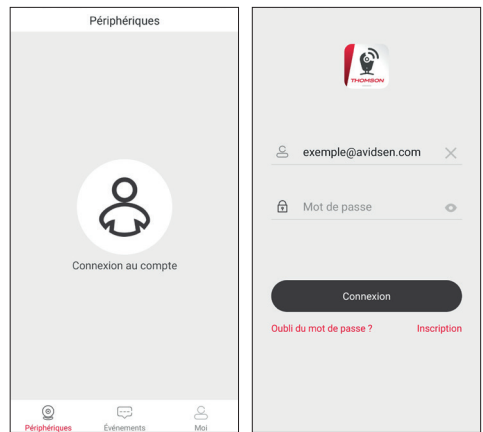 Périphériques
Connexion au compte
Périphériques
Événements
Moi
THOMSON
exemple@avidsen.com
Mot de passe
Connexion
Oubli du mot de passe ?
Inscription